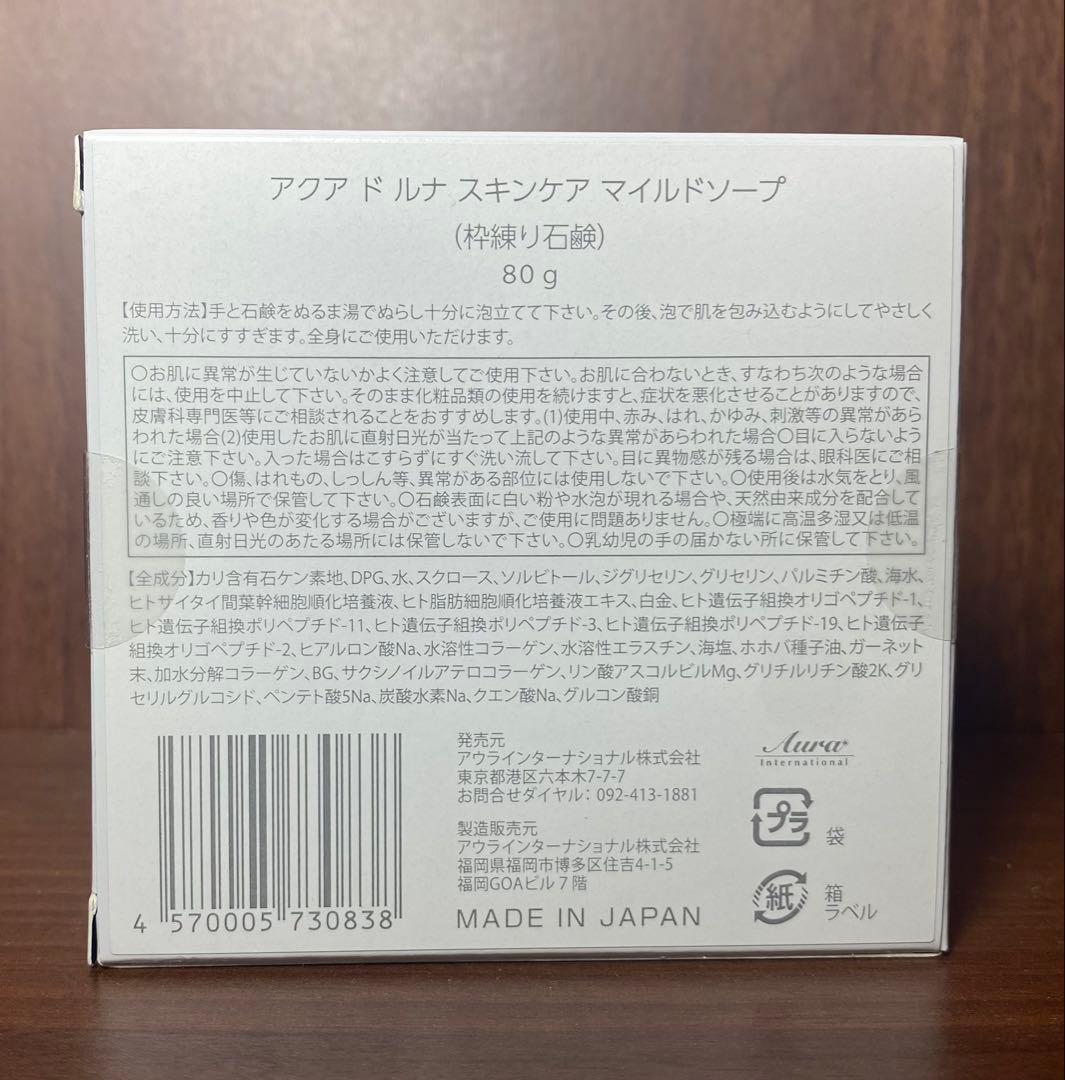 アクア ド ルナ スキンケア マイルドソープ
(枠練り石鹸)
80 g
【使用方法】手と石鹸をぬるま湯でぬらし十分に泡立てて下さい。その後、泡で肌を包み込むようにしてやさしく
洗い、十分にすすぎます。全身にご使用いただけます。
〇お肌に異常が生じていないかよく注意してご使用下さい。お肌に合わないとき、すなわち次のような場合
には、使用を中止して下さい。そのまま化粧品類の使用を続けますと、症状を悪化させることがありますので、
皮膚科専門医等にご相談されることをおすすめします。(1)使用中、赤み、はれ、かゆみ、刺激等の異常があら
われた場合(2)使用したお肌に直射日光が当たって上記のような異常があらわれた場合〇目に入らないよう
にご注意下さい。入った場合はこすらずにすぐ洗い流して下さい。目に異物感が残る場合は、眼科医にご相
談下さい。〇傷、はれもの、しっしん等、異常がある部位には使用しないで下さい。〇使用後は水気をとり、風
通しの良い場所で保管して下さい。〇石鹸表面に白い粉や水泡が現れる場合や、天然由来成分を配合して
いるため、香りや色が変化する場合がございますが、ご使用に問題ありません。〇極端に高温多湿又は低温
の場所、直射日光のあたる場所には保管しないで下さい。〇乳幼児の手の届かない所に保管して下さい。
【全成分】カリ含有石ケン素地、DPG、水、スクロース、ソルビトール、ジグリセリン、グリセリン、パルミチン酸、海水、
ヒトサイタイ間葉幹細胞順化培養液、ヒト脂肪細胞順化培養液エキス、白金、ヒト遺伝子組換オリゴペプチド-1、
ヒト遺伝子組換ポリペプチド-11、ヒト遺伝子組換ポリペプチド-3、ヒト遺伝子組換ポリペプチド-19、ヒト遺伝子
組換オリゴペプチド-2、ヒアルロン酸Na、水溶性コラーゲン、水溶性エラスチン、海塩、ホホバ種子油、ガーネット
末、加水分解コラーゲン、BG、サクシノイルアテロコラーゲン、リン酸アスコルビルMg、グリチルリチン酸2K、グリ
セリルグルコシド、ペンテト酸5Na、炭酸水素Na、クエン酸Na、グルコン酸銅
4 570005 730838
発売元
アウラインターナショナル株式会社
東京都港区六本木7-7-7
お問合せダイヤル： 092-413-1881
製造販売元
アウラインターナショナル株式会社
福岡県福岡市博多区住吉4-1-5
福岡GOAビル 7 階
MADE IN JAPAN
Aura
International
プラ
袋
紙
箱
ラベル